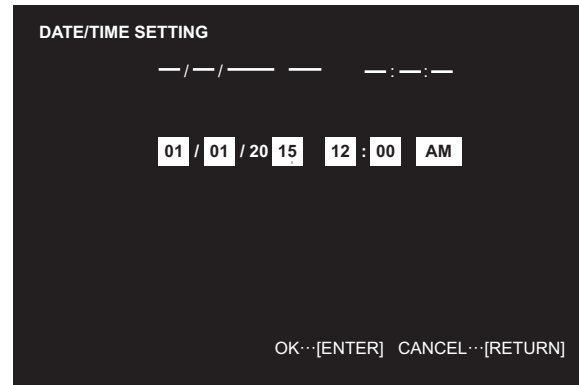 DATE/TIME SETTING
—/—/—— —— —:—:—
01 / 01 / 20 15 12 : 00 AM
OK···[ENTER] CANCEL···[RETURN]